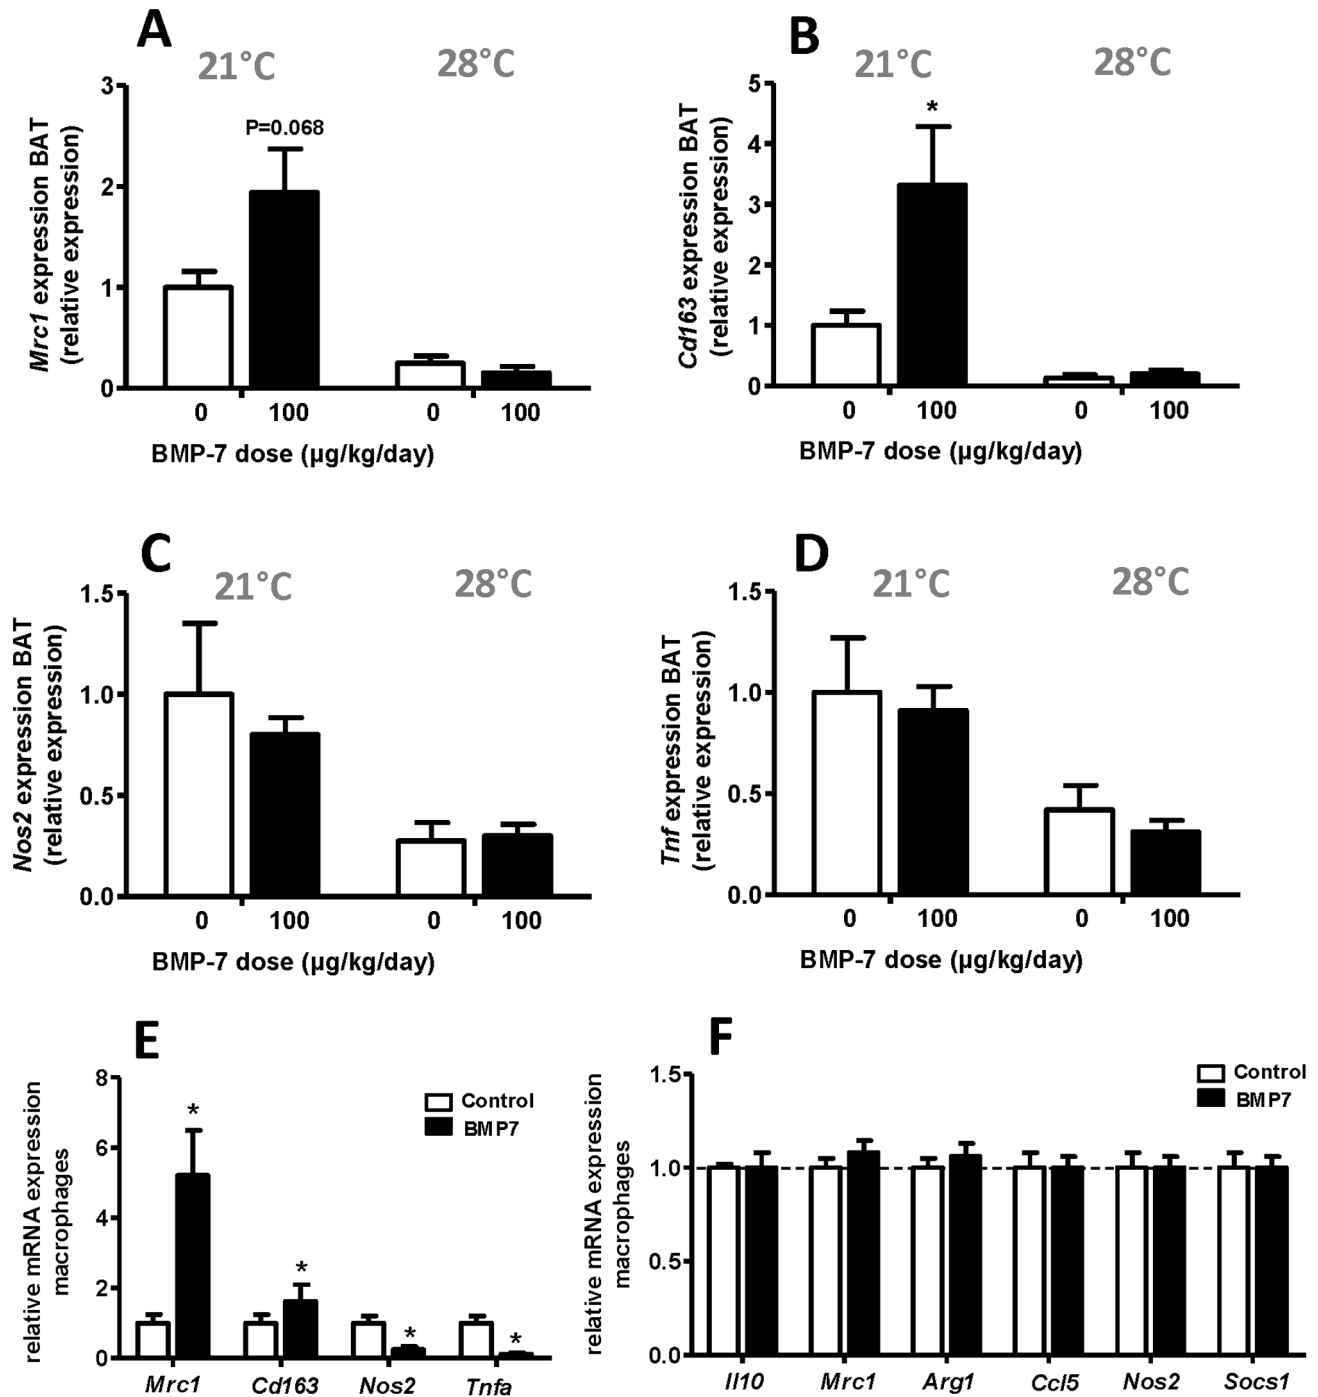 A
21°C 28°C
3
2
1
0
Mrc1 expression BAT
(relative expression)
P=0.068
0 100 0 100
BMP-7 dose (µg/kg/day)
B
21°C 28°C
5
4
3
2
1
0
Cd163 expression BAT
(relative expression)
*
0 100 0 100
BMP-7 dose (µg/kg/day)
C
21°C 28°C
1.5
1.0
0.5
0.0
Nos2 expression BAT
(relative expression)
0 100 0 100
BMP-7 dose (µg/kg/day)
D
21°C 28°C
1.5
1.0
0.5
0.0
Tnf expression BAT
(relative expression)
0 100 0 100
BMP-7 dose (µg/kg/day)
E
8
6
4
2
0
relative mRNA expression
macrophages
Control
BMP7
* * * *
Mrc1 Cd163 Nos2 Tnfa
F
1.5
1.0
0.5
0.0
relative mRNA expression
macrophages
Control
BMP7
Il10 Mrc1 Arg1 Ccl5 Nos2 Socs1